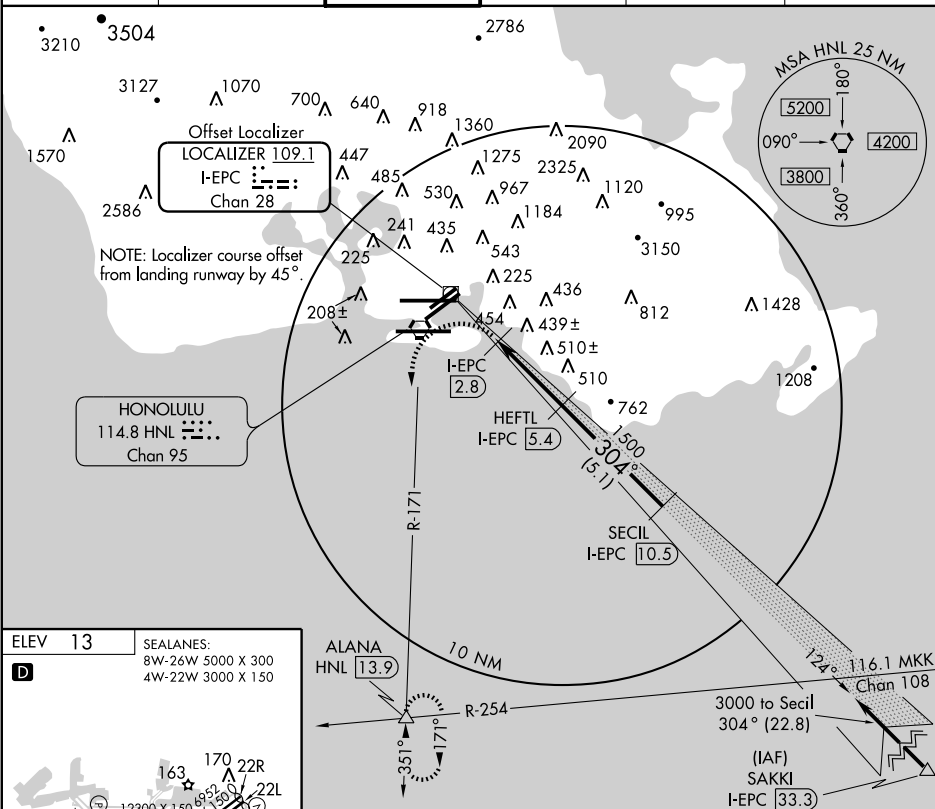 3210
3504
2786
3127
1070
700
640
918
1360
2090
1570
2586
Offset Localizer
LOCALIZER 109.1
I-EPC
Chan 28
447
485
530
1275
967
2325
1120
995
1184
3150
241
435
543
225
NOTE: Localizer course offset
from landing runway by 45°.
208±
225
454
436
439±
510±
510
812
1428
1208
762
MSA HNL 25 NM
180°
5200
090°
4200
3800
360°
I-EPC
2.8
HEFTL
I-EPC 5.4
1500
304°
(5.1)
SECIL
I-EPC 10.5
HONOLULU
114.8 HNL
Chan 95
R-171
10 NM
ALANA
HNL 13.9
R-254
351°
171°
124°
116.1 MKK
Chan 108
3000 to Secil
304° (22.8)
(IAF)
SAKKI
I-EPC 33.3
ELEV 13
D
SEALANES:
8W-26W 5000 X 300
4W-22W 3000 X 150
163
170
22R
22L
P
12300 X 150
6952
150
A